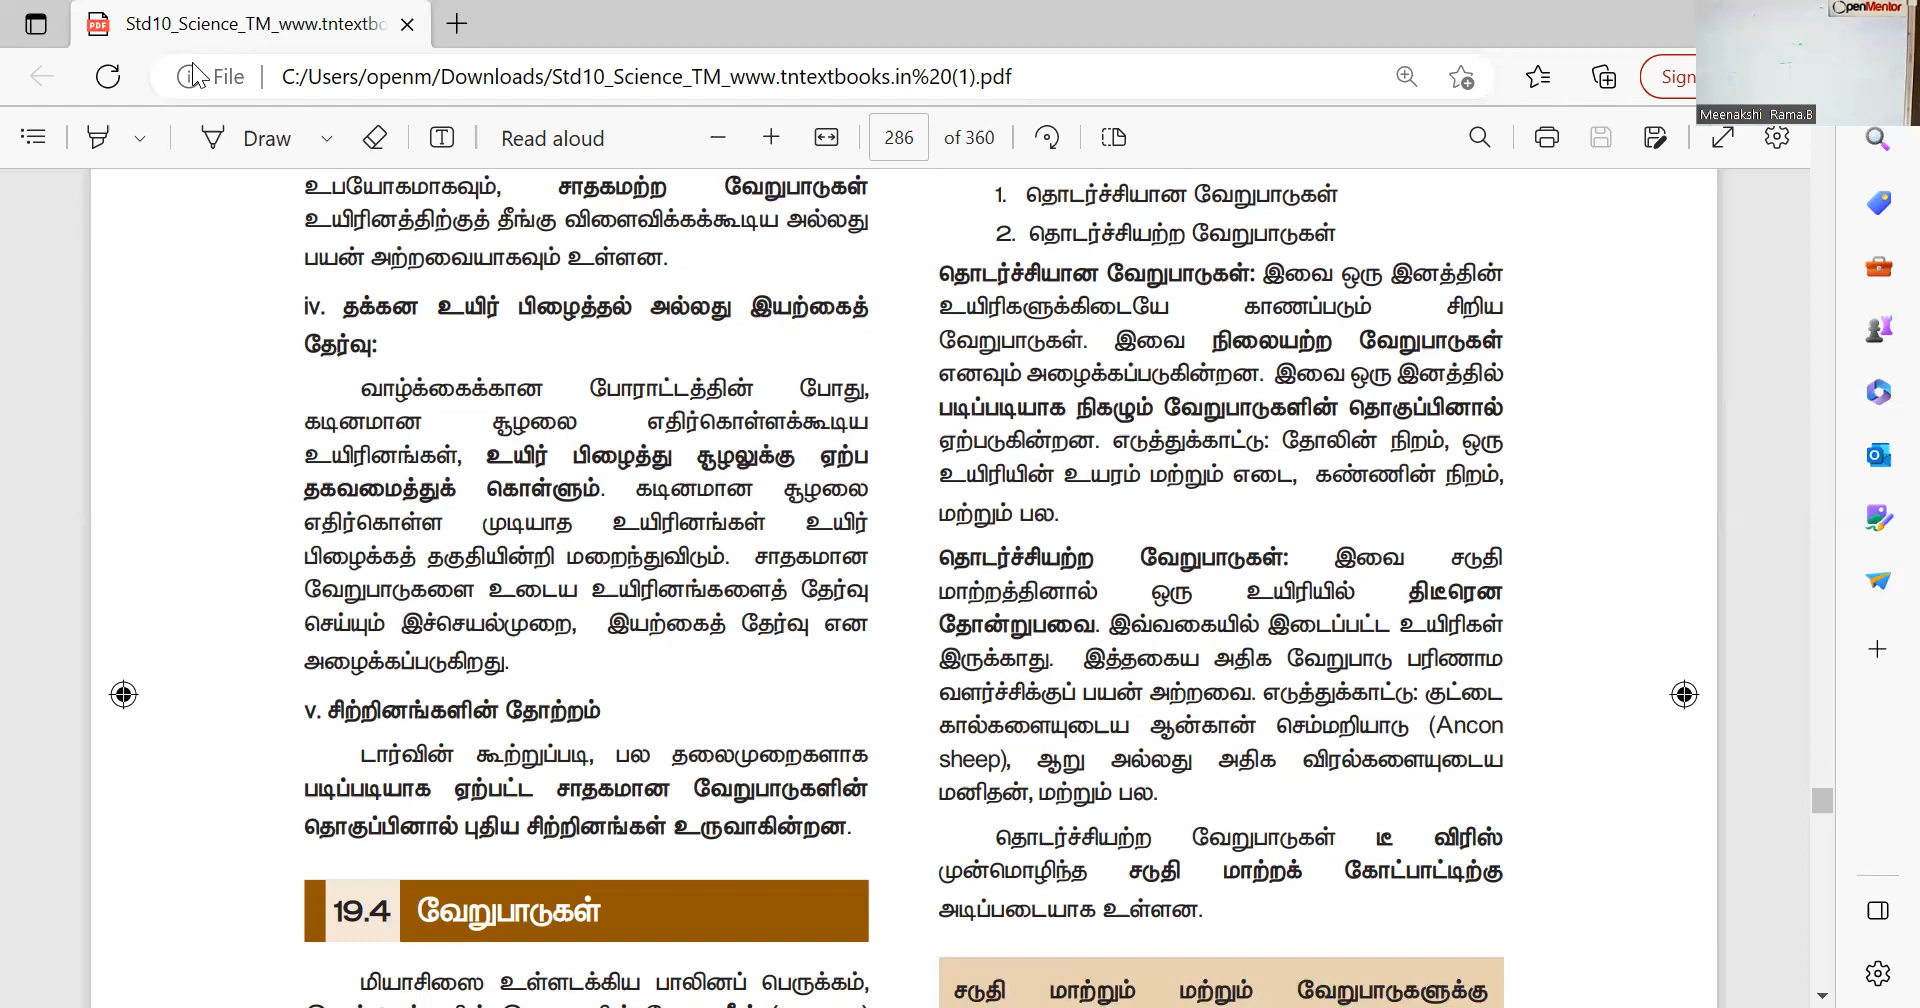 Std10_Science_TM_www.tntextbo
File
C:/Users/openm/Downloads/Std10_Science_TM_www.tntextbooks.in%20(1).pdf
Sign
OpenMentor
Meenakshi Rama.B
Draw
Read aloud
286 of 360
உபயோகமாகவும், சாதகமற்ற வேறுபாடுகள்
உயிரினத்திற்குத் தீங்கு விளைவிக்கக்கூடிய அல்லது
பயன் அற்றவையாகவும் உள்ளன.
iv. தக்கன உயிர் பிழைத்தல் அல்லது இயற்கைத்
தேர்வு:
வாழ்க்கைக்கான போராட்டத்தின் போது,
கடினமான சூழலை எதிர்கொள்ளக்கூடிய
உயிரினங்கள், உயிர் பிழைத்து சூழலுக்கு ஏற்ப
தகவமைத்துக் கொள்ளும். கடினமான சூழலை
எதிர்கொள்ள முடியாத உயிரினங்கள் உயிர்
பிழைக்கத் தகுதியின்றி மறைந்துவிடும். சாதகமான
வேறுபாடுகளை உடைய உயிரினங்களைத் தேர்வு
செய்யும் இச்செயல்முறை, இயற்கைத் தேர்வு என
அழைக்கப்படுகிறது.
v. சிற்றினங்களின் தோற்றம்
டார்வின் கூற்றுப்படி, பல தலைமுறைகளாக
படிப்படியாக ஏற்பட்ட சாதகமான வேறுபாடுகளின்
தொகுப்பினால் புதிய சிற்றினங்கள் உருவாகின்றன.
19.4 வேறுபாடுகள்
மியாசிஸை உள்ளடக்கிய பாலினப் பெருக்கம்,
1. தொடர்ச்சியான வேறுபாடுகள்
2. தொடர்ச்சியற்ற வேறுபாடுகள்
தொடர்ச்சியான வேறுபாடுகள்: இவை ஒரு இனத்தின்
உயிரிகளுக்கிடையே காணப்படும் சிறிய
வேறுபாடுகள். இவை நிலையற்ற வேறுபாடுகள்
எனவும் அழைக்கப்படுகின்றன. இவை ஒரு இனத்தில்
படிப்படியாக நிகழும் வேறுபாடுகளின் தொகுப்பினால்
ஏற்படுகின்றன. எடுத்துக்காட்டு: தோலின் நிறம், ஒரு
உயிரியின் உயரம் மற்றும் எடை, கண்ணின் நிறம்,
மற்றும் பல.
தொடர்ச்சியற்ற வேறுபாடுகள்: இவை சடுதி
மாற்றத்தினால் ஒரு உயிரியில் திடீரென
தோன்றுபவை. இவ்வகையில் இடைப்பட்ட உயிரிகள்
இருக்காது. இத்தகைய அதிக வேறுபாடு பரிணாம
வளர்ச்சிக்குப் பயன் அற்றவை. எடுத்துக்காட்டு: குட்டை
கால்களையுடைய ஆன்கான் செம்மறியாடு (Ancon
sheep), ஆறு அல்லது அதிக விரல்களையுடைய
மனிதன், மற்றும் பல.
தொடர்ச்சியற்ற வேறுபாடுகள் டீ விரிஸ்
முன்மொழிந்த சடுதி மாற்றக் கோட்பாட்டிற்கு
அடிப்படையாக உள்ளன.
சடுதி மாற்றும் மற்றும் வேறுபாடுகளுக்கு